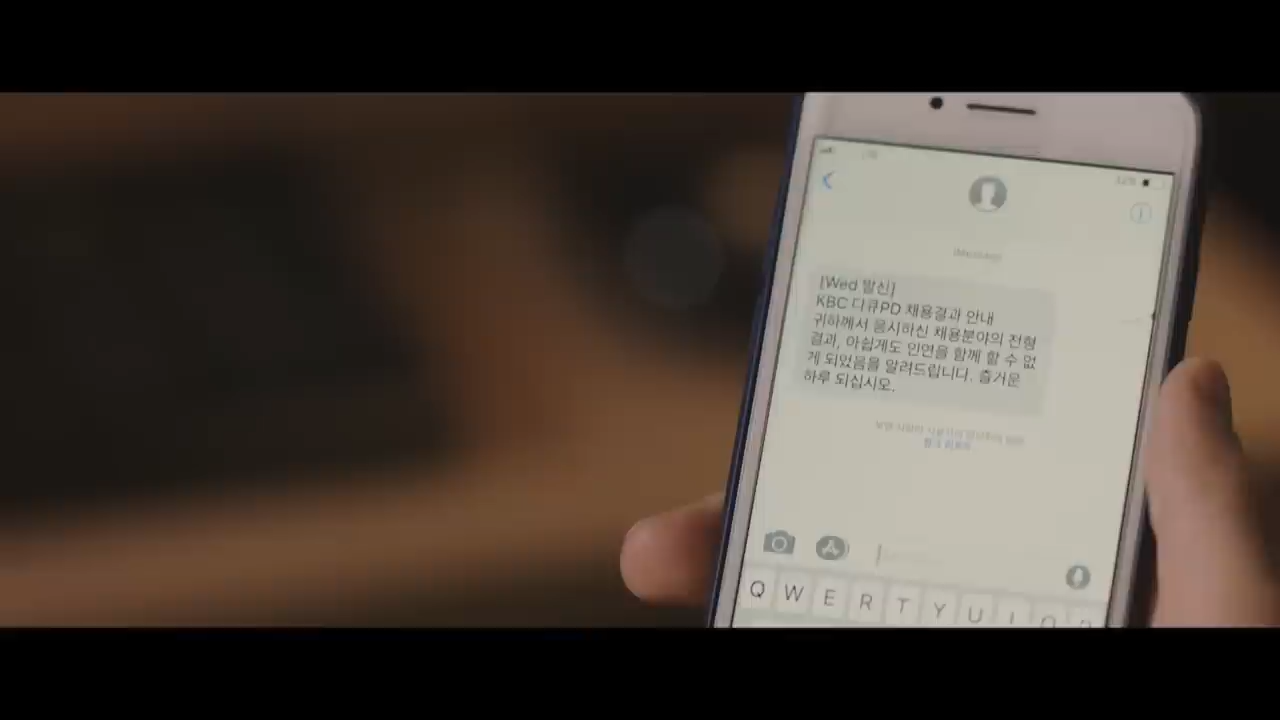 iMessage
[Wed 발신]
KBC 디큐PD 채용결과 안내
귀하께서 응시하신 채용분야의 전형
결과, 아쉽게도 인연을 함께 할 수 없
게 되었음을 알려드립니다. 즐거운
하루 되십시오.
Q W E R T Y U I O P